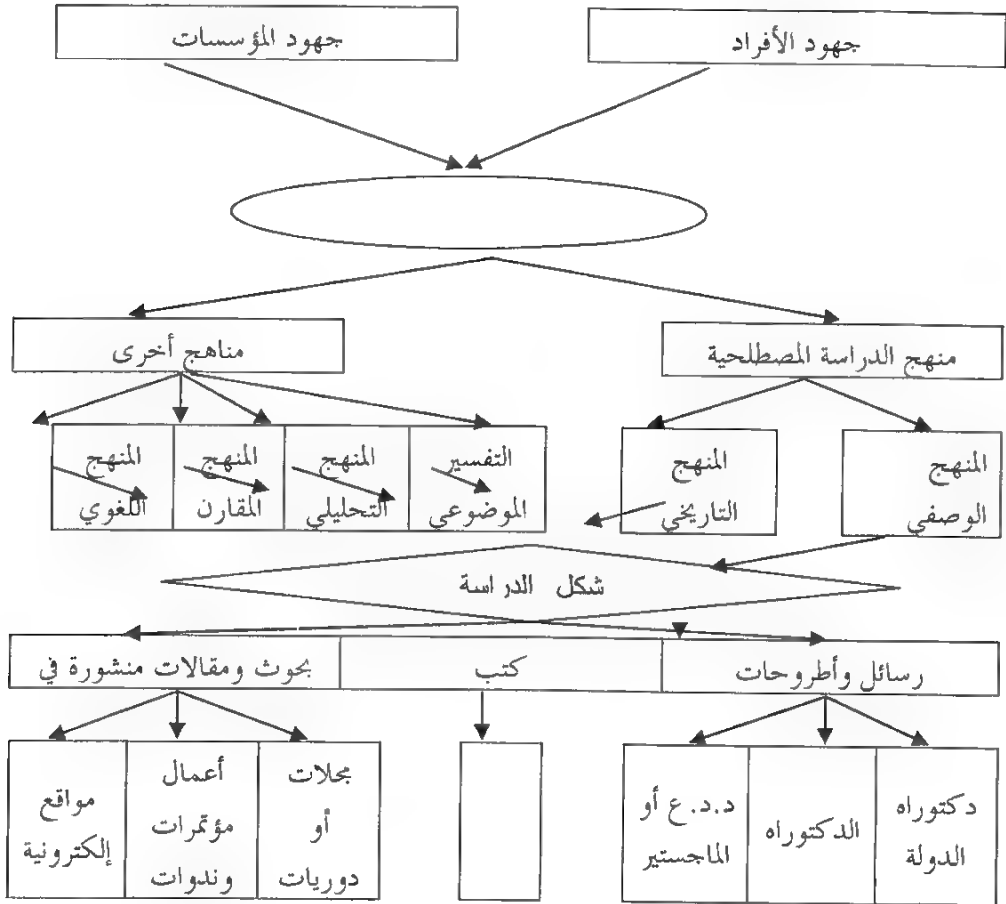 جهود الأفراد
جهود المؤسسات
منهج الدراسة المصطلحية
مناهج أخرى
المنهج
الوصفي
المنهج
التاريخي
التفسير
الموضوعي
المنهج
التحليلي
المنهج
المقارن
المنهج
اللغوي
شكل الدراسة
رسائل وأطروحات
كتب
بحوث ومقالات منشورة في
دكتوراه
الدولة
الدكتوراه
د.د.ع أو
الماجستير
مجلات
أو
دوريات
أعمال
مؤتمرات
وندوات
مواقع
إلكترونية